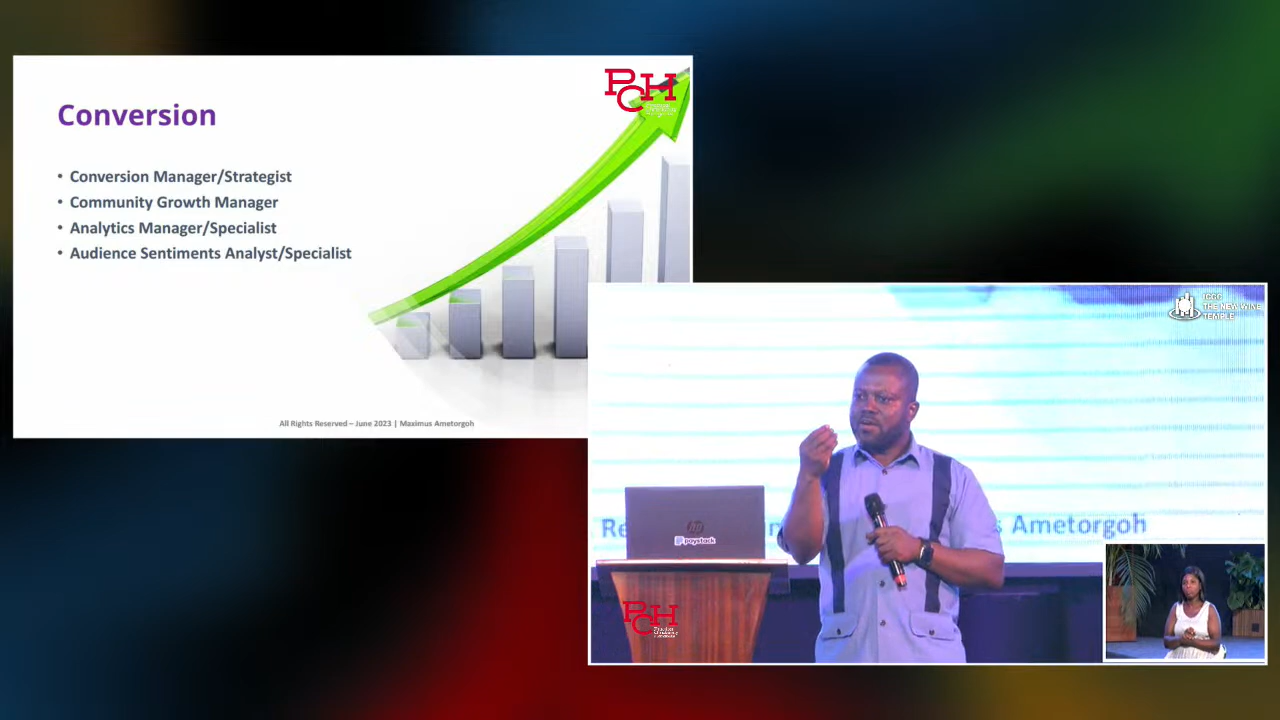 Conversion
• Conversion Manager/Strategist
• Community Growth Manager
• Analytics Manager/Specialist
• Audience Sentiments Analyst/Specialist
All Rights Reserved – June 2023 | Maximus Ametorgoh
PCH
ICGC
THE NEW WINE
TEMPLE
Ametorgoh
hp
paystack
PCH